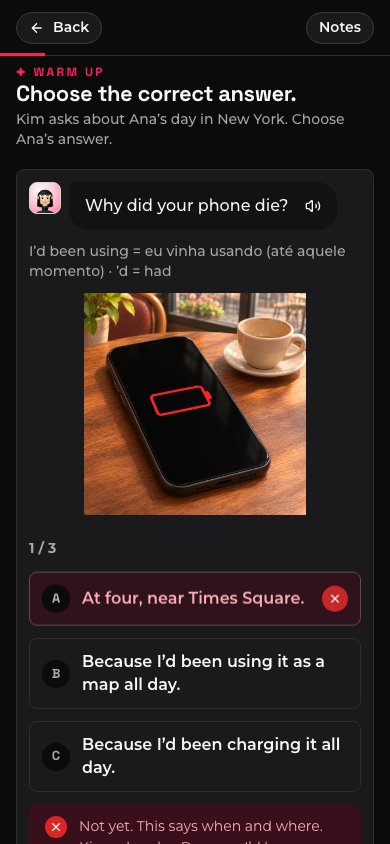 Back
Notes
WARM UP
Choose the correct answer.
Kim asks about Ana's day in New York. Choose
Ana's answer.
Why did your phone die?
I'd been using = eu vinha usando (até aquele
momento) · 'd = had
1 / 3
A
At four, near Times Square.
B
Because I'd been using it as a
map all day.
C
Because I'd been charging it all
day.
Not yet. This says when and where.